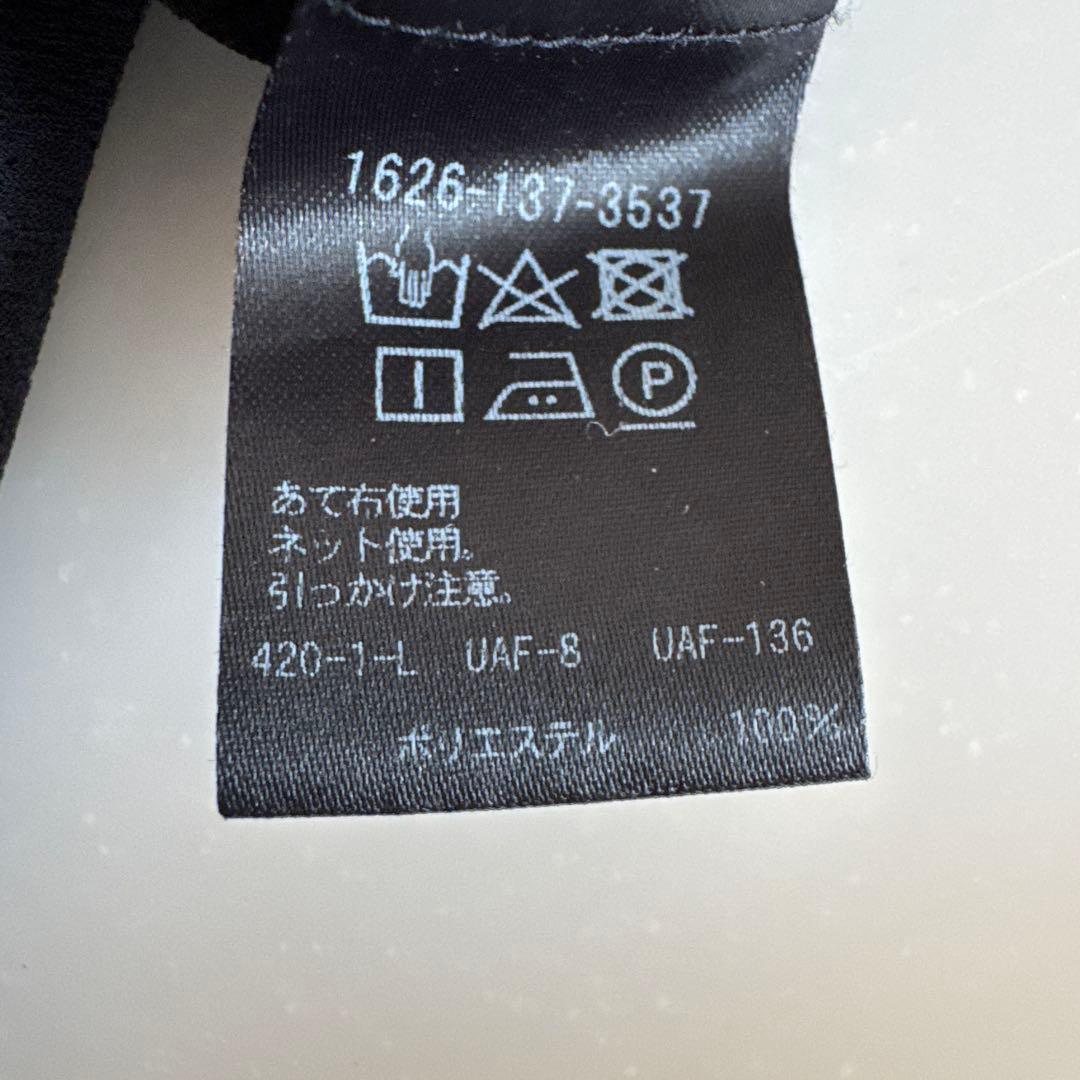 1626-137-3537
P
あて布使用
ネット使用。
引っかけ注意。
420-1-L UAF-8 UAF-136
ポリエステル 100%